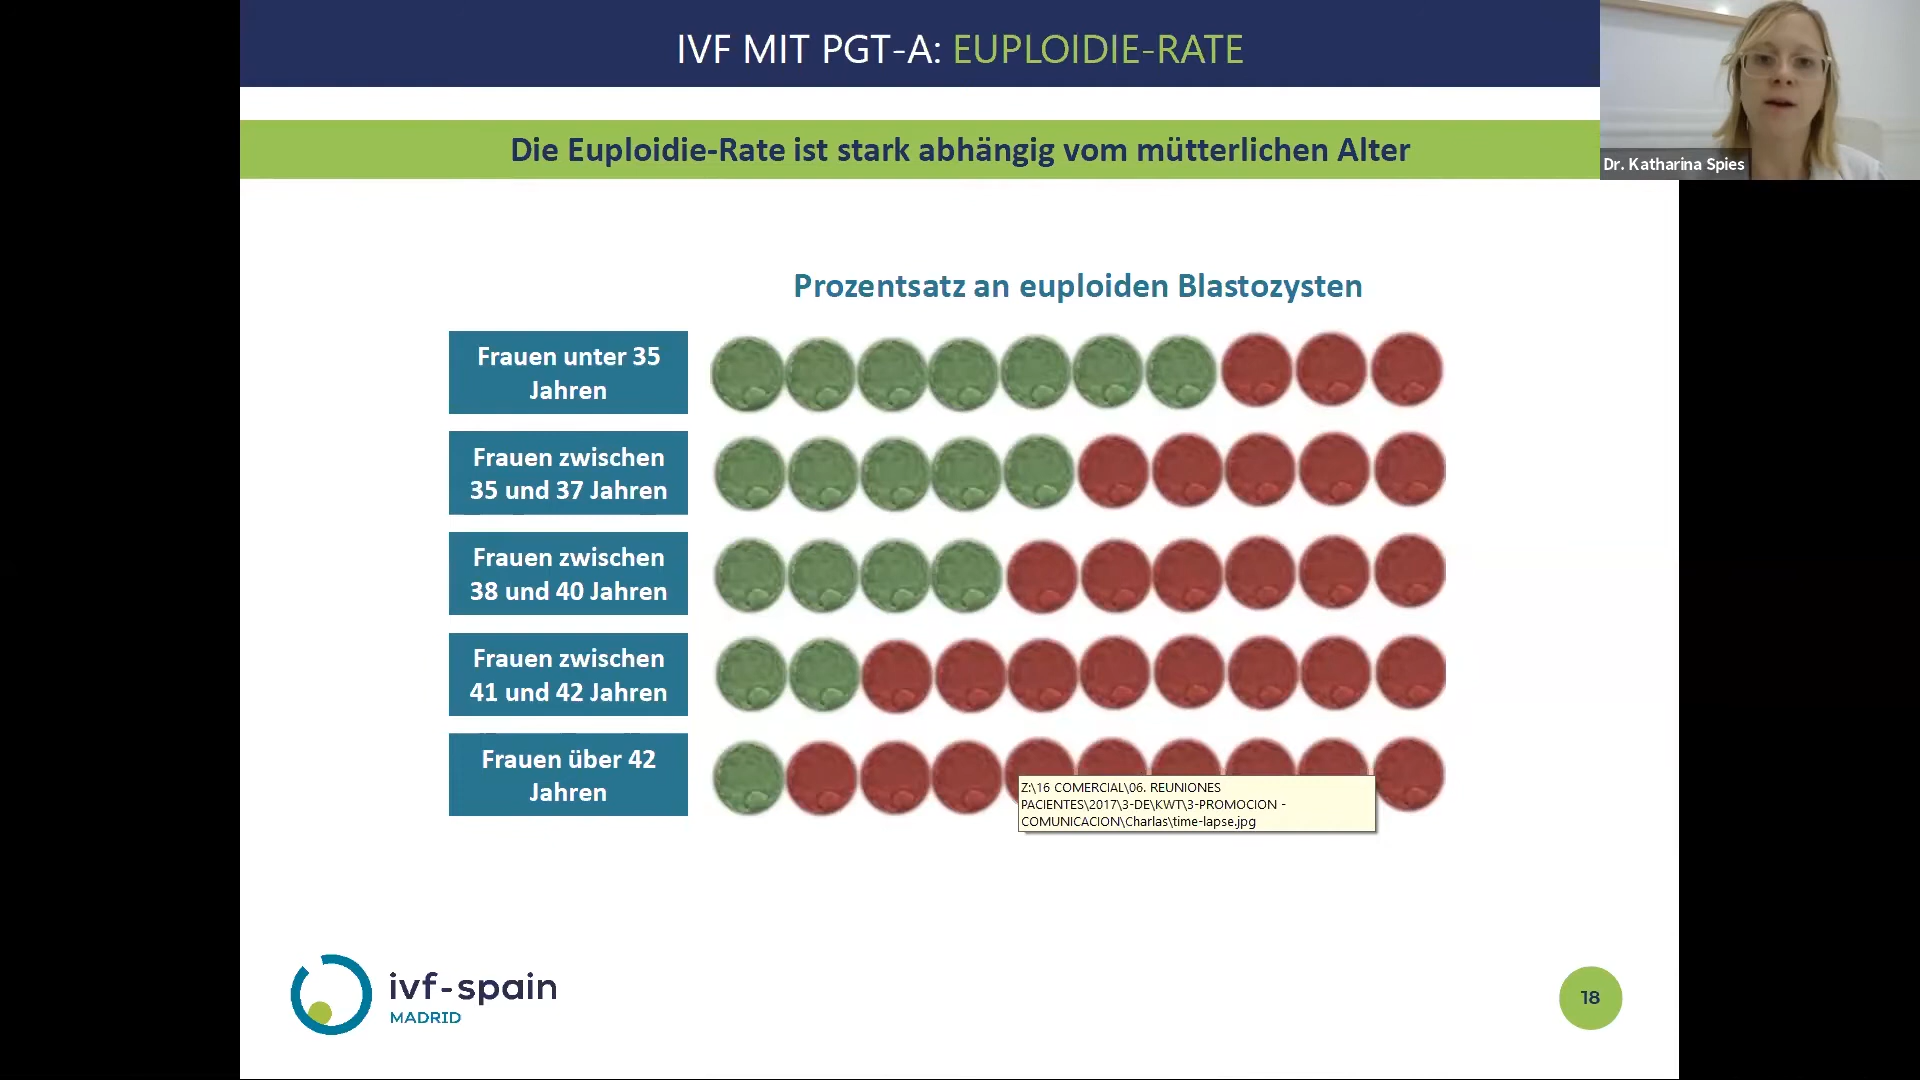 IVF MIT PGT-A: EUPLOIDIE-RATE
Dr. Katharina Spies
Die Euploidie-Rate ist stark abhängig vom mütterlichen Alter
Prozentsatz an euploiden Blastozysten
Frauen unter 35
Jahren
Frauen zwischen
35 und 37 Jahren
Frauen zwischen
38 und 40 Jahren
Frauen zwischen
41 und 42 Jahren
Frauen über 42
Jahren
Z:\16 COMERCIAL\06. REUNIONES
PACIENTES\2017\3-DE\KWT\3-PROMOCION -
COMUNICACION\Charlas\time-lapse.jpg
ivf-spain
MADRID
18